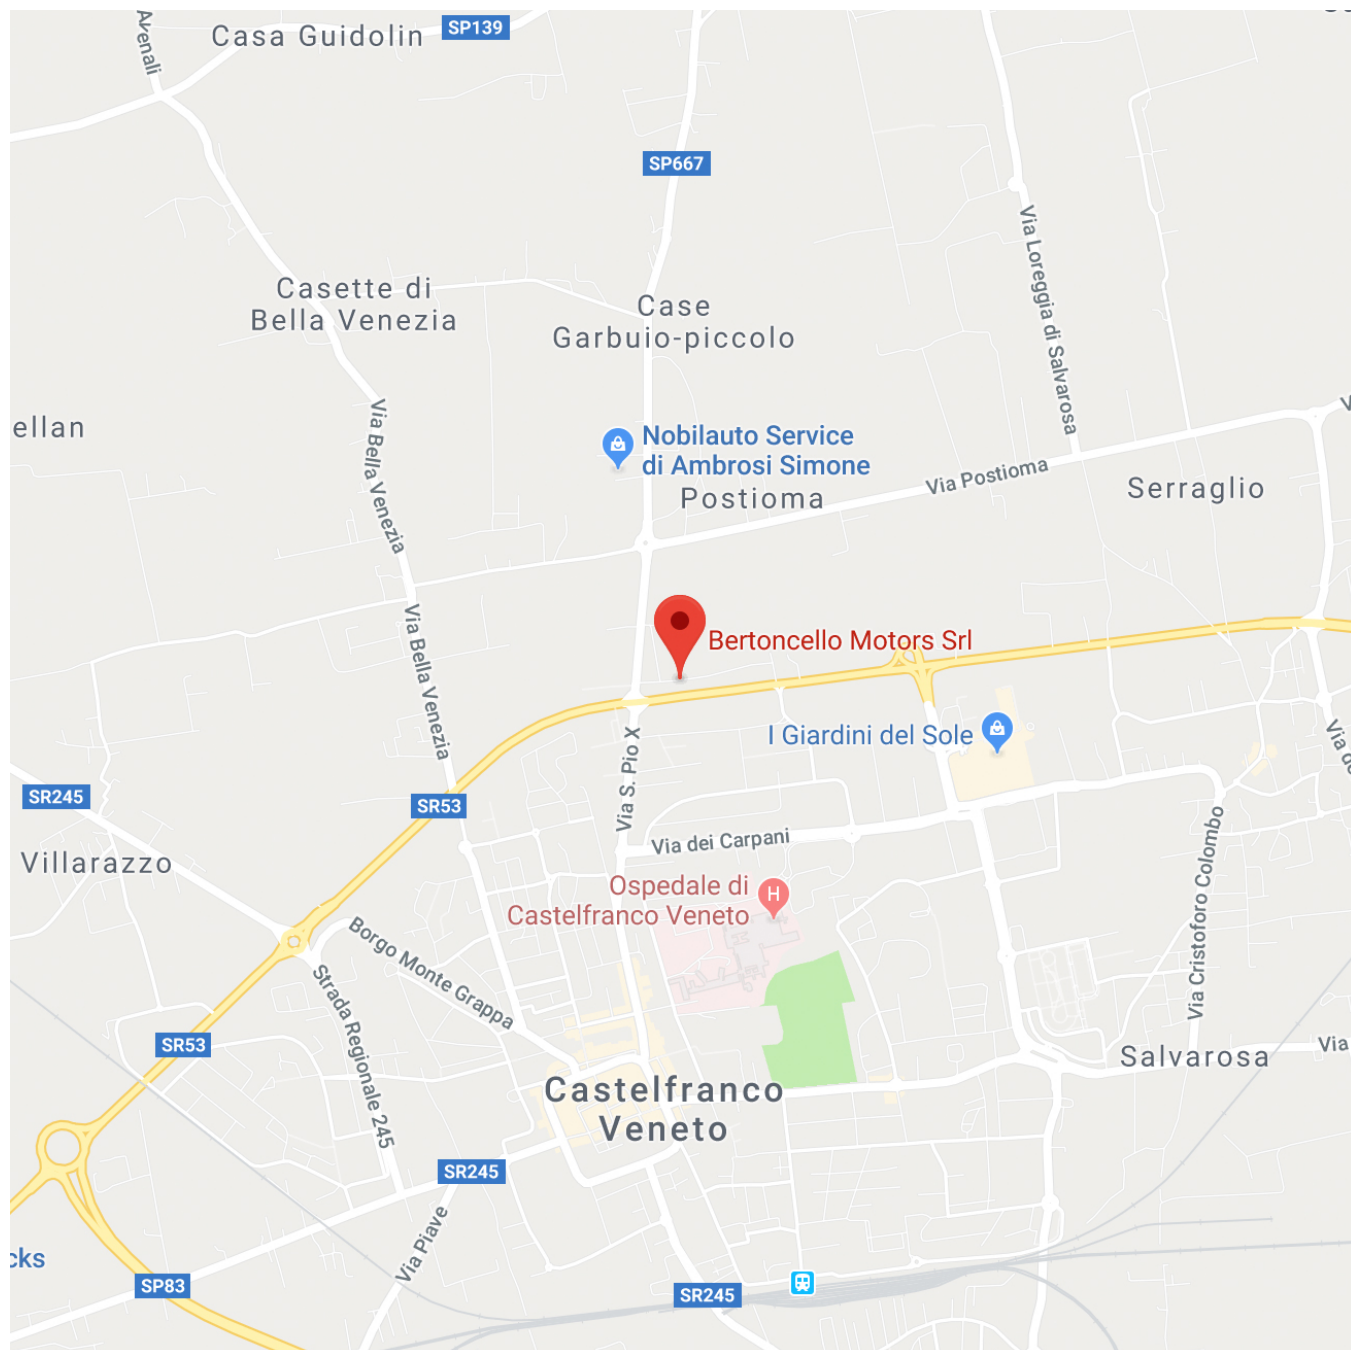 Casa Guidolin
SP139
Avenali
SP667
Via Loreggia di Salvarosa
Casette di
Bella Venezia
Case
Garbuio-piccolo
ellan
Via Bella Venezia
Nobilauto Service
di Ambrosi Simone
Postioma
Via Postioma
Serraglio
Via Bella Venezia
Bertoncello Motors Srl
I Giardini del Sole
Via S. Pio X
SR245
SR53
Via de
Via dei Carpani
Villarazzo
Via Cristoforo Colombo
Ospedale di
Castelfranco Veneto
H
Borgo Monte Grappa
Strada Regionale 245
SR53
Salvarosa
Via
Castelfranco
Veneto
SR245
Via Piave
cks
SP83
SR245